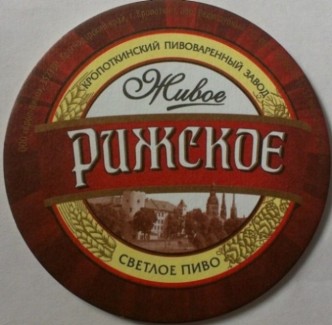 КРОПОТКИНСКИЙ ПИВОВАРЕННЫЙ ЗАВОД
Живое
РИЖСКОЕ
СВЕТЛОЕ ПИВО